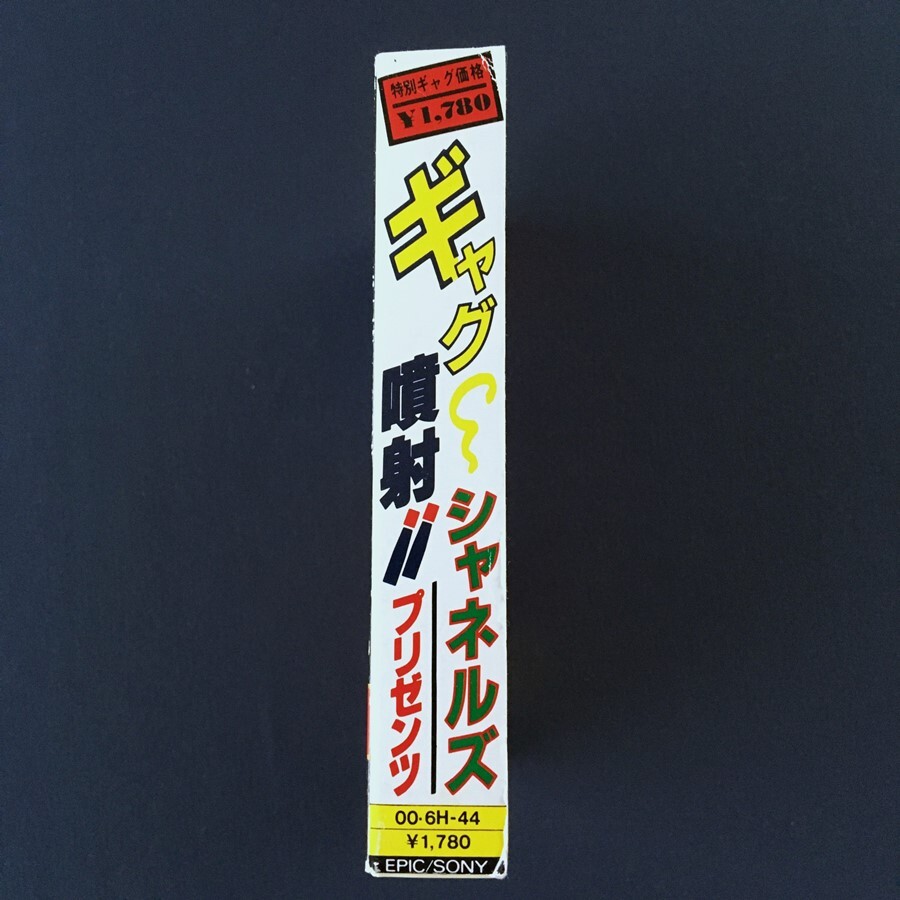 特別ギャグ価格
¥1,780
ギャグ〜
噴射!!
シャネルズ
プリゼンツ
00・6H-44
¥1,780
EPIC/SONY